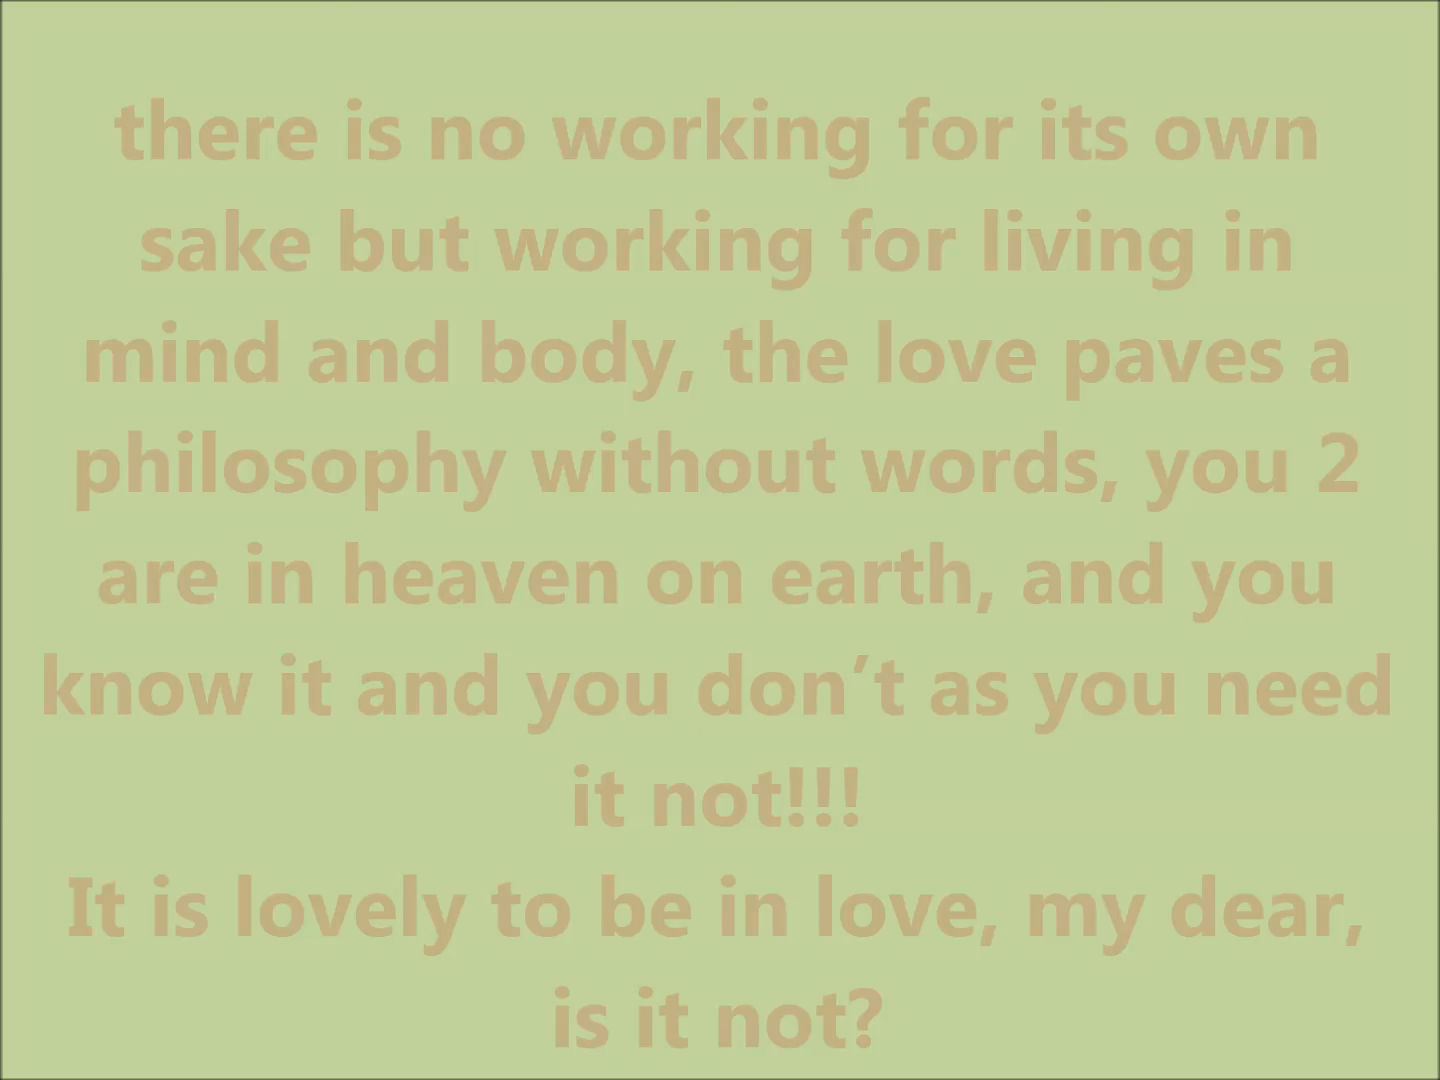 there is no working for its own
sake but working for living in
mind and body, the love paves a
philosophy without words, you 2
are in heaven on earth, and you
know it and you don’t as you need
it not!!!
It is lovely to be in love, my dear,
is it not?